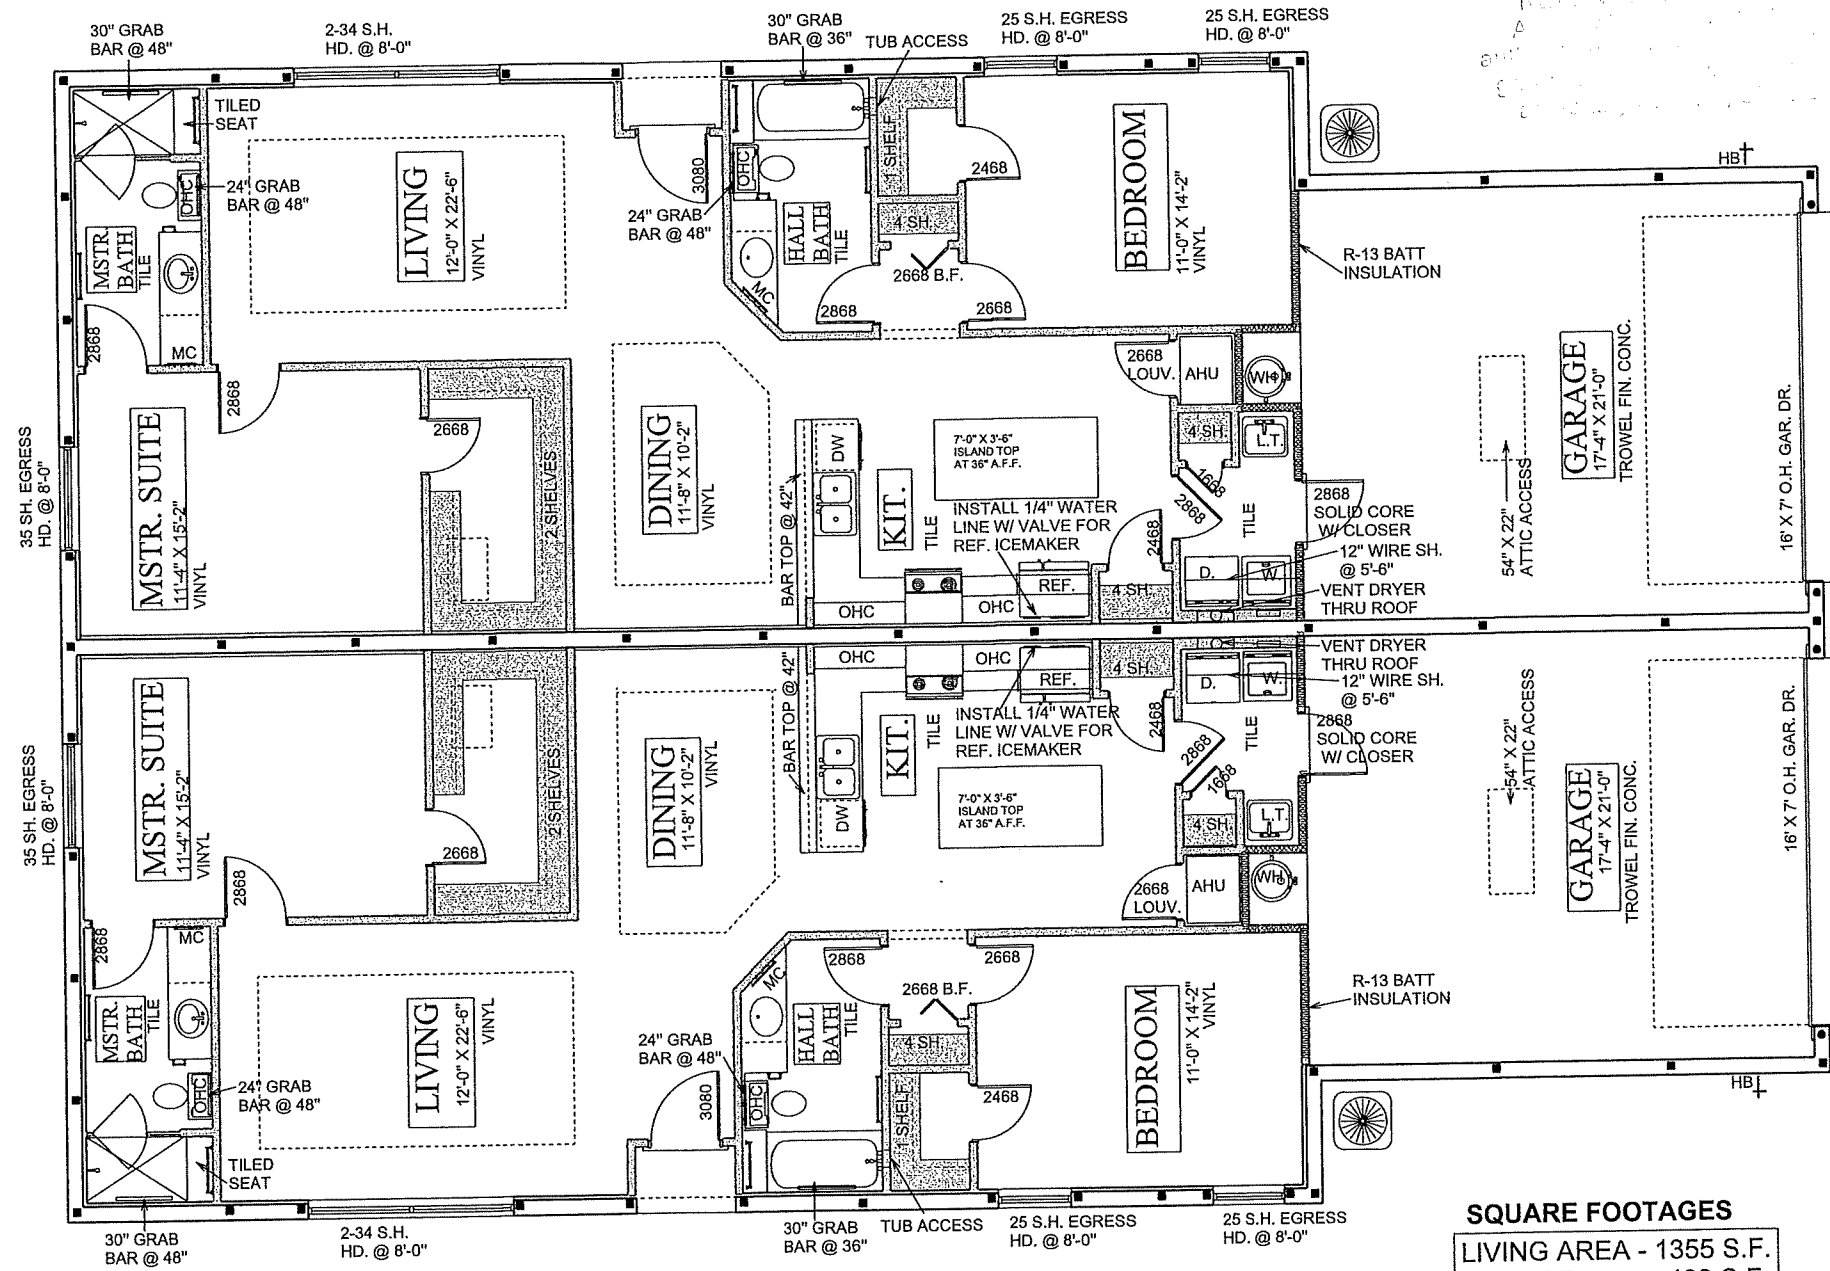 30" GRAB
BAR @ 48"
2-34 S.H.
HD. @ 8'-0"
30" GRAB
BAR @ 36"
TUB ACCESS
25 S.H. EGRESS
HD. @ 8'-0"
25 S.H. EGRESS
HD. @ 8'-0"
TILED
SEAT
24" GRAB
BAR @ 48"
OHC
MSTR.
BATH
TILE
MC
2868
LIVING
12'-0" X 22'-6"
VINYL
3080
24" GRAB
BAR @ 48"
OHC
HALL
BATH
TILE
MC
2868
1 SHELF
4 SH.
2668 B.F.
2468
2668
BEDROOM
11'-0" X 14'-2"
VINYL
HB
R-13 BATT
INSULATION
35 SH. EGRESS
HD. @ 8'-0"
MSTR. SUITE
11'-4" X 15'-2"
VINYL
2868
2668
2 SHELVES
DINING
11'-8" X 10'-2"
VINYL
BAR TOP @ 42"
DW
KIT.
TILE
7'-0" X 3'-6"
ISLAND TOP
AT 36" A.F.F.
INSTALL 1/4" WATER
LINE W/ VALVE FOR
REF. ICEMAKER
OHC
OHC
REF.
2468
4 SH.
2668
LOUV.
AHU
WH
4 SH.
L.T.
1668
2868
TILE
D.
W.
2868
SOLID CORE
W/ CLOSER
12" WIRE SH.
@ 5'-6"
VENT DRYER
THRU ROOF
54" X 22"
ATTIC ACCESS
GARAGE
17'-4" X 21'-0"
TROWEL FIN. CONC.
16' X 7' O.H. GAR. DR.
35 SH. EGRESS
HD. @ 8'-0"
MSTR. SUITE
11'-4" X 15'-2"
VINYL
2868
2668
2 SHELVES
DINING
11'-8" X 10'-2"
VINYL
BAR TOP @ 42"
OHC
OHC
REF.
4 SH.
2468
KIT.
TILE
INSTALL 1/4" WATER
LINE W/ VALVE FOR
REF. ICEMAKER
DW
7'-0" X 3'-6"
ISLAND TOP
AT 36" A.F.F.
D.
W.
VENT DRYER
THRU ROOF
12" WIRE SH.
@ 5'-6"
2868
SOLID CORE
W/ CLOSER
TILE
2868
1668
4 SH.
L.T.
2668
LOUV.
AHU
WH
54" X 22"
ATTIC ACCESS
GARAGE
17'-4" X 21'-0"
TROWEL FIN. CONC.
16' X 7' O.H. GAR. DR.
2868
MC
MSTR.
BATH
TILE
OHC
24" GRAB
BAR @ 48"
TILED
SEAT
LIVING
12'-0" X 22'-6"
VINYL
3080
24" GRAB
BAR @ 48"
OHC
MC
HALL
BATH
TILE
2868
2668
2668 B.F.
4 SH.
1 SHELF
2468
BEDROOM
11'-0" X 14'-2"
VINYL
R-13 BATT
INSULATION
HB
30" GRAB
BAR @ 48"
2-34 S.H.
HD. @ 8'-0"
30" GRAB
BAR @ 36"
TUB ACCESS
25 S.H. EGRESS
HD. @ 8'-0"
25 S.H. EGRESS
HD. @ 8'-0"
SQUARE FOOTAGES
LIVING AREA - 1355 S.F.